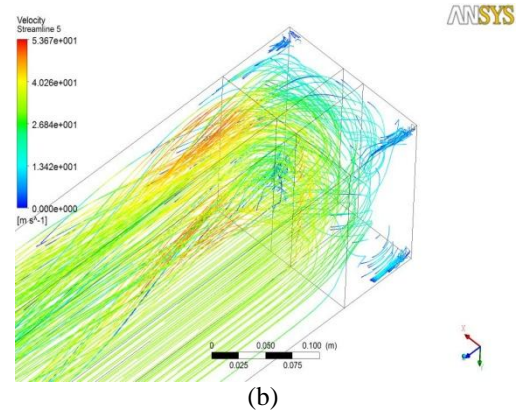 Velocity
Streamline 5
ANSYS
5.367e+001
4.026e+001
2.684e+001
1.342e+001
0.000e+000
[m s^-1]
0 0.050 0.100 (m)
0.025 0.075
(b)